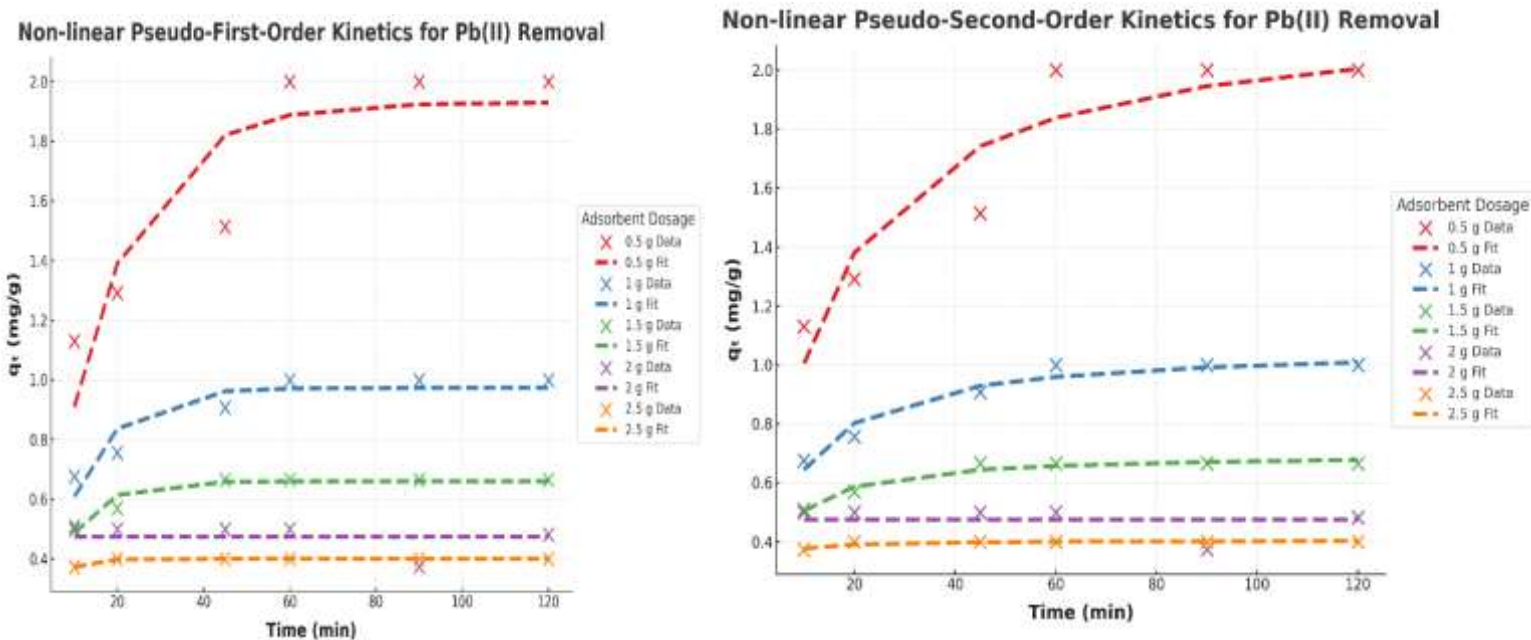 Non-linear Pseudo-First-Order Kinetics for Pb(II) Removal
qₜ (mg/g)
2.0
1.8
1.6
1.4
1.2
1.0
0.8
0.6
0.4
20
40
60
80
100
120
Time (min)
Adsorbent Dosage
0.5 g Data
0.5 g Fit
1 g Data
1 g Fit
1.5 g Data
1.5 g Fit
2 g Data
2 g Fit
2.5 g Data
2.5 g Fit
Non-linear Pseudo-Second-Order Kinetics for Pb(II) Removal
qₜ (mg/g)
2.0
1.8
1.6
1.4
1.2
1.0
0.8
0.6
0.4
20
40
60
80
100
120
Time (min)
Adsorbent Dosage
0.5 g Data
0.5 g Fit
1 g Data
1 g Fit
1.5 g Data
1.5 g Fit
2 g Data
2 g Fit
2.5 g Data
2.5 g Fit